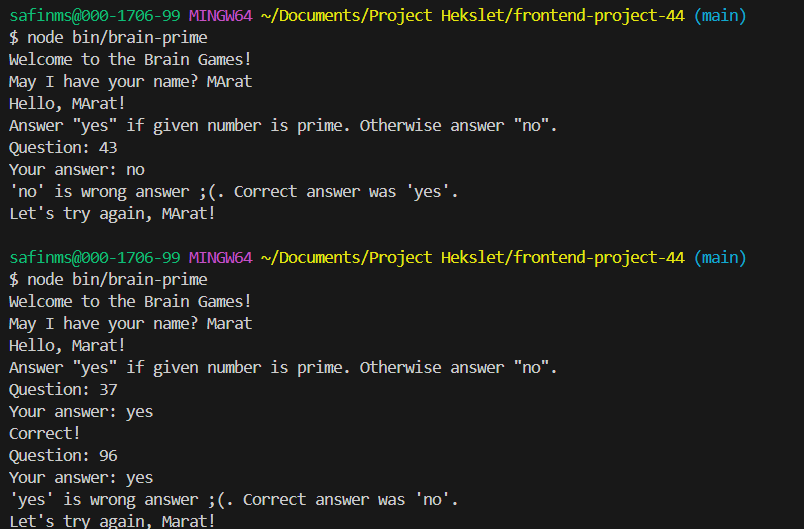 safinms@000-1706-99 MINGW64 ~/Documents/Project Hekslet/frontend-project-44 (main)
$ node bin/brain-prime
Welcome to the Brain Games!
May I have your name? MArat
Hello, MArat!
Answer "yes" if given number is prime. Otherwise answer "no".
Question: 43
Your answer: no
'no' is wrong answer ;(. Correct answer was 'yes'.
Let's try again, MArat!
safinms@000-1706-99 MINGW64 ~/Documents/Project Hekslet/frontend-project-44 (main)
$ node bin/brain-prime
Welcome to the Brain Games!
May I have your name? Marat
Hello, Marat!
Answer "yes" if given number is prime. Otherwise answer "no".
Question: 37
Your answer: yes
Correct!
Question: 96
Your answer: yes
'yes' is wrong answer ;(. Correct answer was 'no'.
Let's try again, Marat!